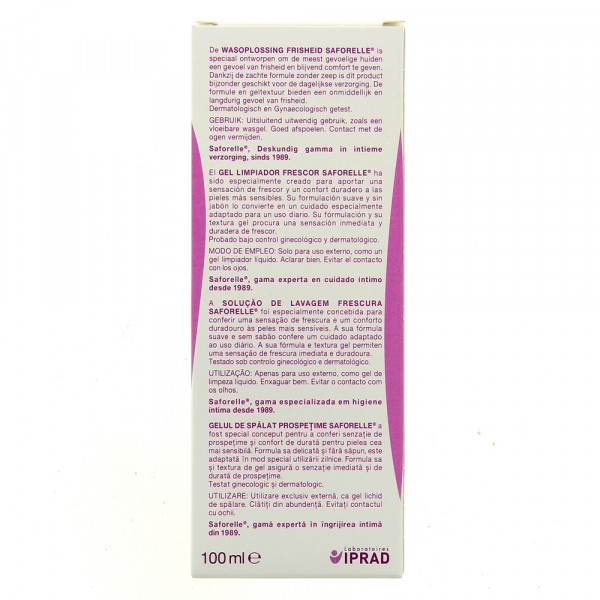 De WASOPLOSSING FRISHEID SAFORELLE® is
speciaal ontworpen om de meest gevoelige huiden
een gevoel van frisheid en blijvend comfort te geven.
Dankzij de zachte formule zonder zeep is dit product
bijzonder geschikt voor de dagelijkse verzorging. De
formule en geltextuur bieden een onmiddellijk en
langdurig gevoel van frisheid.
Dermatologisch en Gynaecologisch getest.
GEBRUIK: Uitsluitend uitwendig gebruik, zoals een
vloeibare wasgel. Goed afspoelen. Contact met de
ogen vermijden.
Saforelle®, Deskundig gamma in intieme
verzorging, sinds 1989.
El GEL LIMPIADOR FRESCOR SAFORELLE® ha
sido especialmente creado para aportar una
sensación de frescor y un confort duradero a las
pieles más sensibles. Su formulación suave y sin
jabón lo convierte en un cuidado especialmente
adaptado para un uso diario. Su formulación y su
textura gel procura una sensación inmediata y
duradera de frescor.
Probado bajo control ginecológico y dermatológico.
MODO DE EMPLEO: Solo para uso externo, como un
gel limpiador líquido. Aclarar bien. Evitar el contacto
con los ojos.
Saforelle®, gama experta en cuidado íntimo
desde 1989.
A SOLUÇÃO DE LAVAGEM FRESCURA
SAFORELLE® foi especialmente concebida para
conferir uma sensação de frescura e um conforto
duradouro às peles mais sensíveis. A sua fórmula
suave e sem sabão confere um cuidado adaptado
ao uso diário. A sua fórmula e textura gel permiten
uma sensação de frescura imediata e duradoura.
Testado sob controlo ginecológico e dermatológico.
UTILIZAÇÃO: Apenas para uso externo, como gel de
limpeza líquido. Enxaguar bem. Evitar o contacto com
os olhos.
Saforelle®, gama especializada em higiene
íntima desde 1989.
GELUL DE SPĂLAT PROSPEȚIME SAFORELLE® a
fost special conceput pentru a conferi senzație de
prospețime și confort de durată pentru pielea cea
mai sensibilă. Formula sa delicată și fără săpun, este
adaptată în mod special utilizării zilnice. Formula sa
și textura de gel asigură o senzație imediată și de
durată de prospețime.
Testat ginecologic și dermatologic.
UTILIZARE: Utilizare exclusiv externă, ca gel lichid
de spălare. Clătiți din abundență. Evitați contactul
cu ochii.
Saforelle®, gamă expertă în îngrijirea intimă
din 1989.
100 ml ℮
Laboratoires
IPRAD